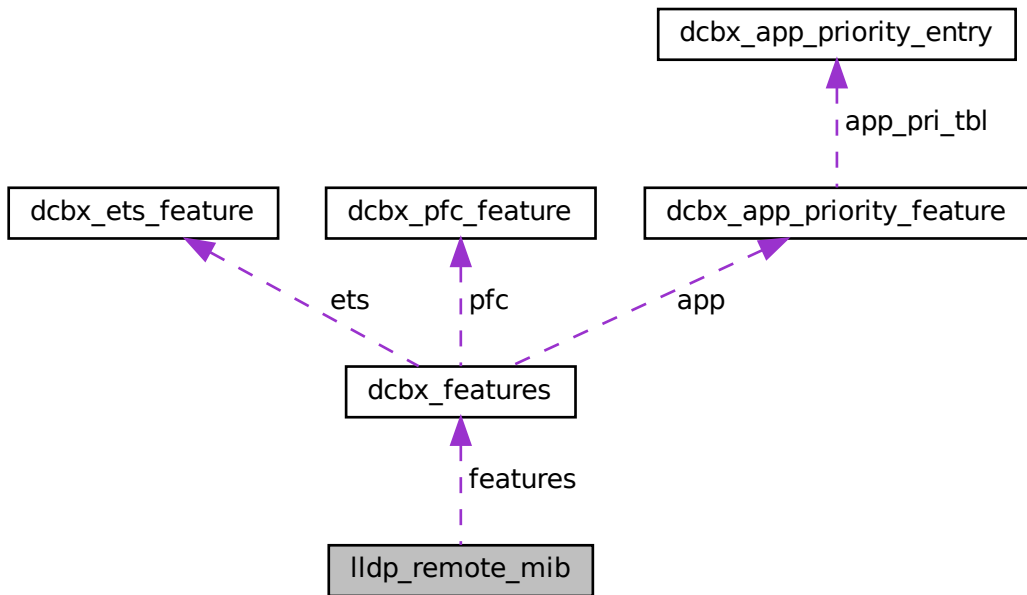 dcbx_app_priority_entry
app_pri_tbl
dcbx_ets_feature
dcbx_pfc_feature
dcbx_app_priority_feature
ets
pfc
app
dcbx_features
features
lldp_remote_mib